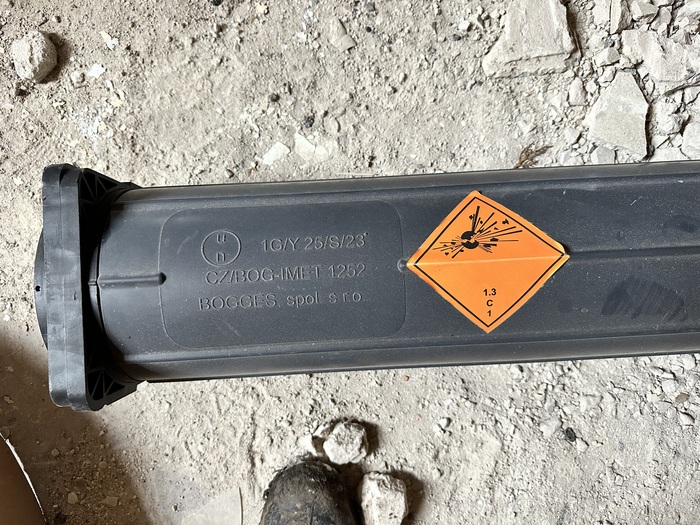 u
n
1G/Y 25/S/23
CZ/BOG-IMET 1252
BOGGES, spol. s r.o.
1.3
C
1